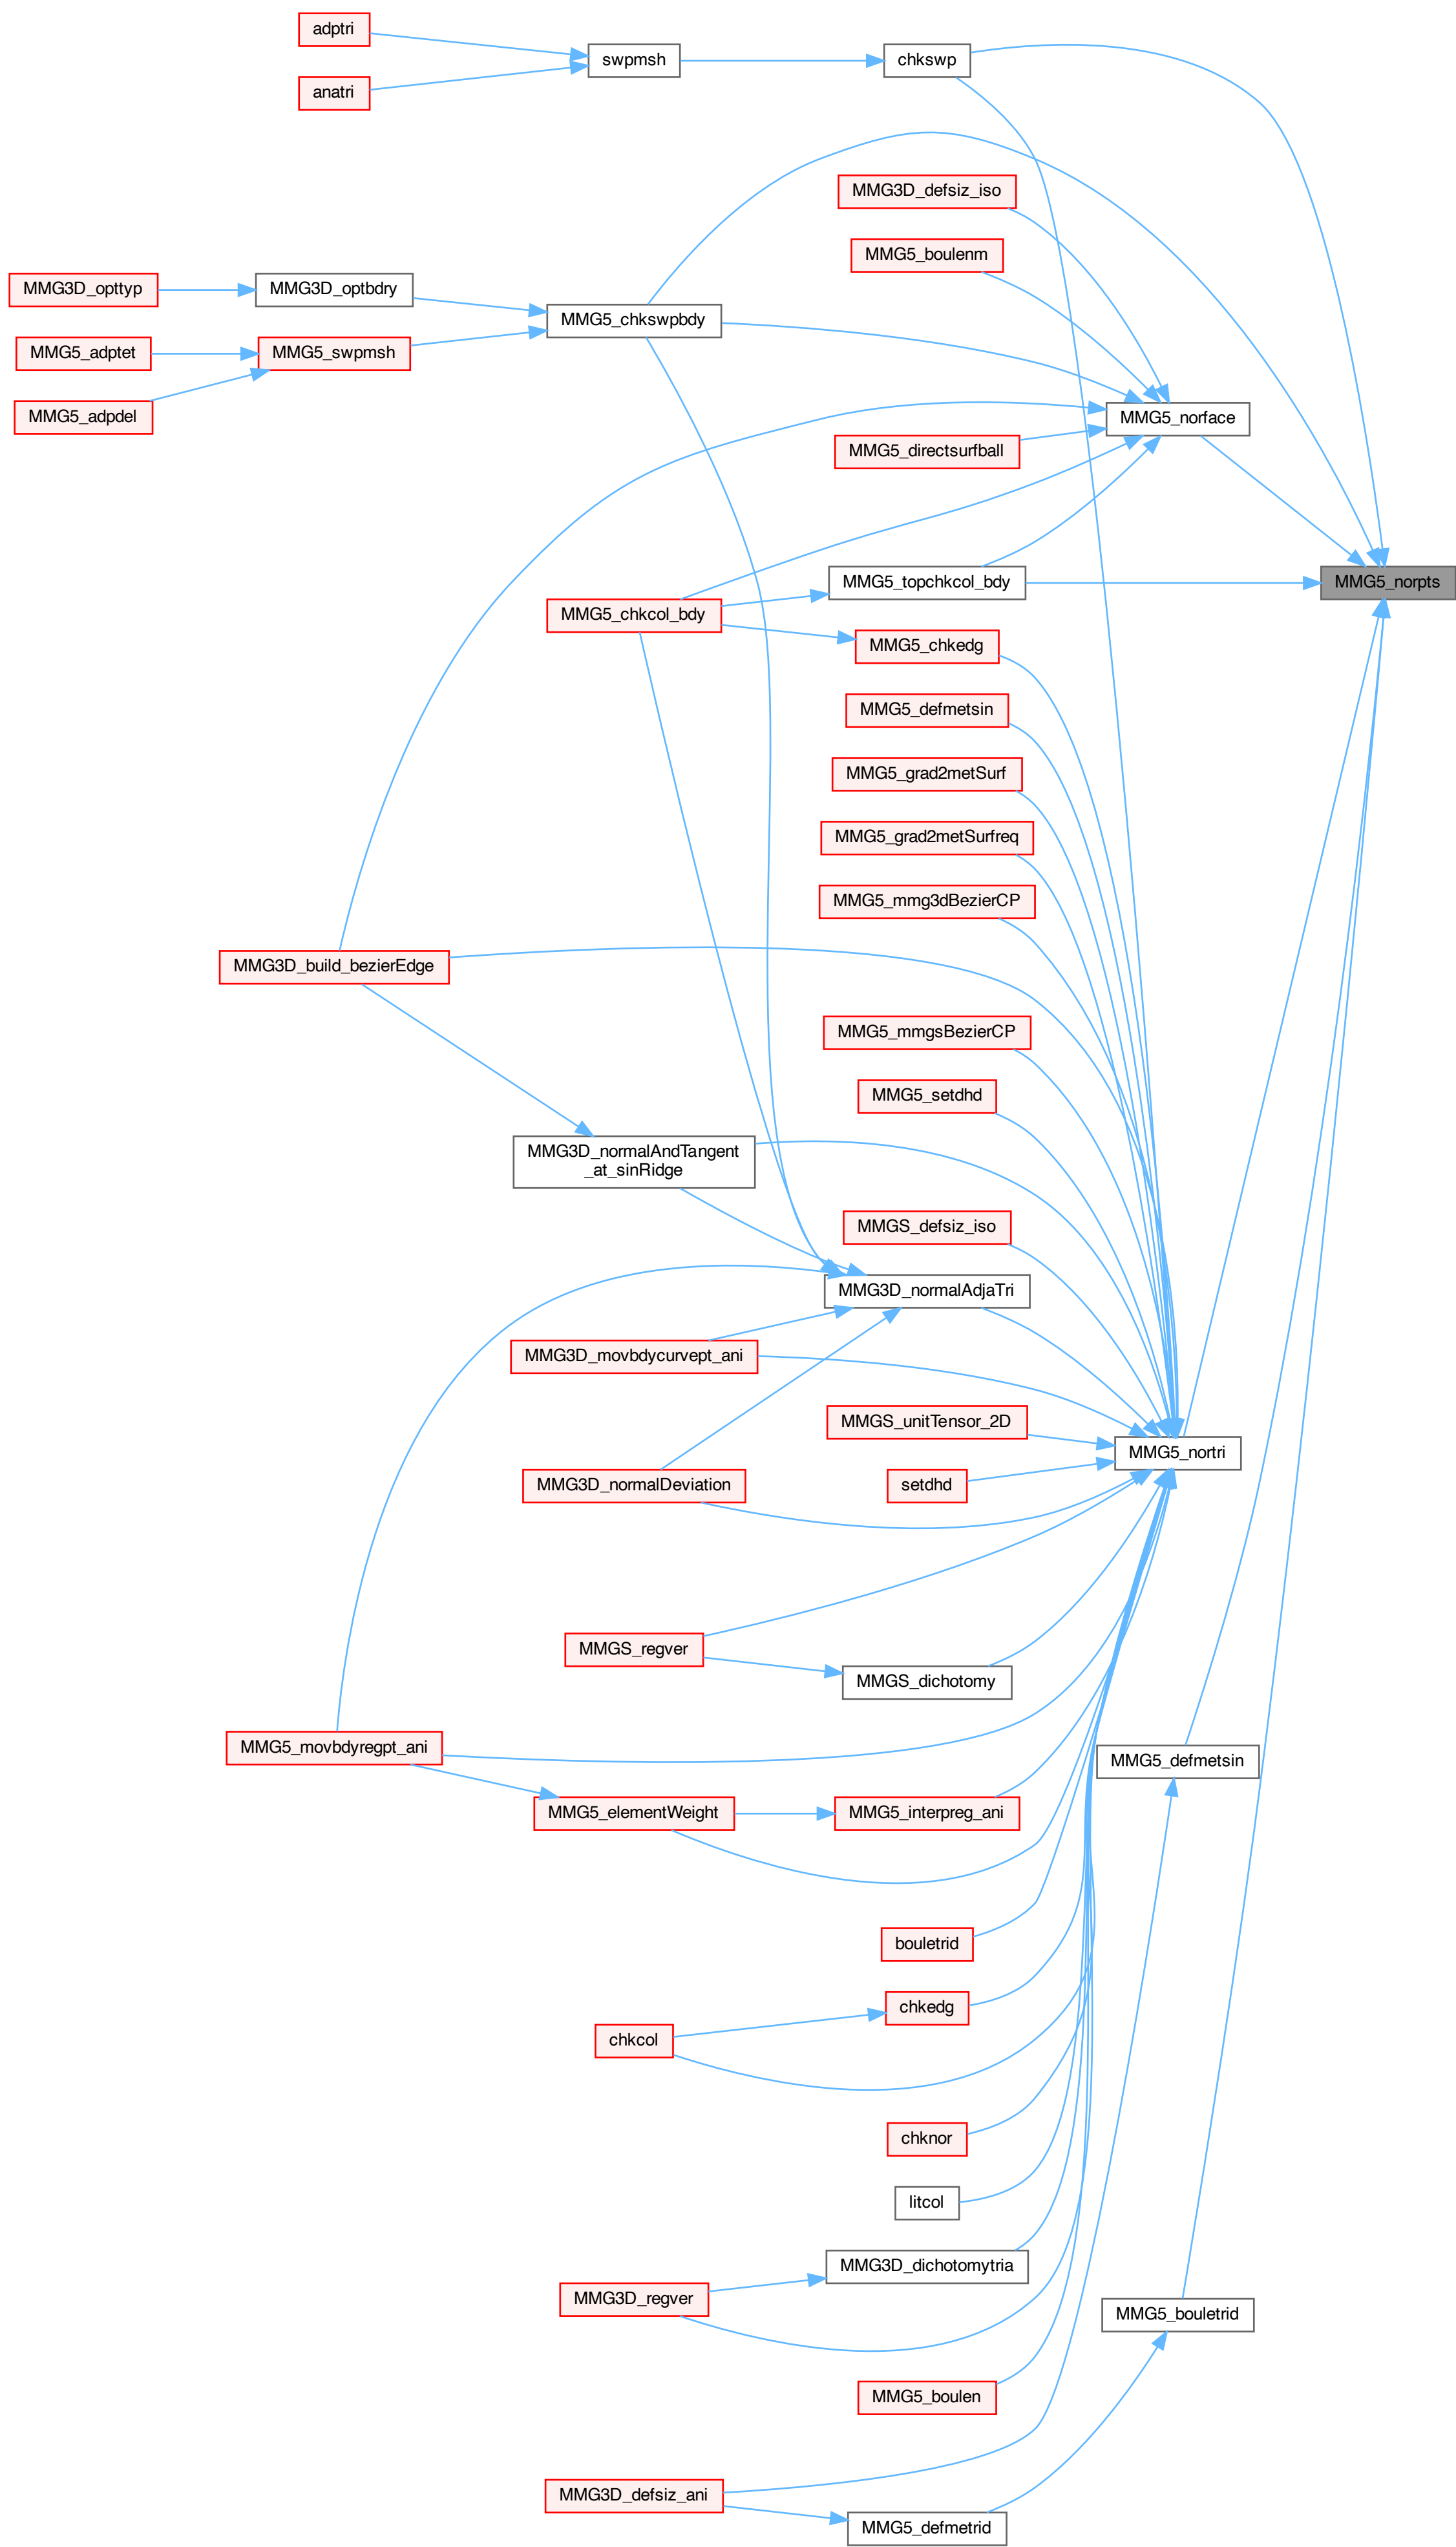 adptri
swpmsh
chkswp
anatri
MMG3D_defsiz_iso
MMG5_boulenm
MMG3D_opttyp
MMG3D_optbdry
MMG5_chkswpbdy
MMG5_adptet
MMG5_swpmsh
MMG5_adpdel
MMG5_norface
MMG5_directsurfball
MMG5_topchkcol_bdy
MMG5_norpts
MMG5_chkcol_bdy
MMG5_chkedg
MMG5_defmetsin
MMG5_grad2metSurf
MMG5_grad2metSurfreq
MMG5_mmg3dBezierCP
MMG3D_build_bezierEdge
MMG5_mmgsBezierCP
MMG5_setdhd
MMG3D_normalAndTangent
_at_sinRidge
MMGS_defsiz_iso
MMG3D_normalAdjaTri
MMG3D_movbdycurvept_ani
MMGS_unitTensor_2D
MMG5_nortri
MMG3D_normalDeviation
setdhd
MMGS_regver
MMGS_dichotomy
MMG5_movbdyregpt_ani
MMG5_defmetsin
MMG5_elementWeight
MMG5_interpreg_ani
bouletrid
chkedg
chkcol
chknor
litcol
MMG3D_dichotomytria
MMG3D_regver
MMG5_bouletrid
MMG5_boulen
MMG3D_defsiz_ani
MMG5_defmetrid